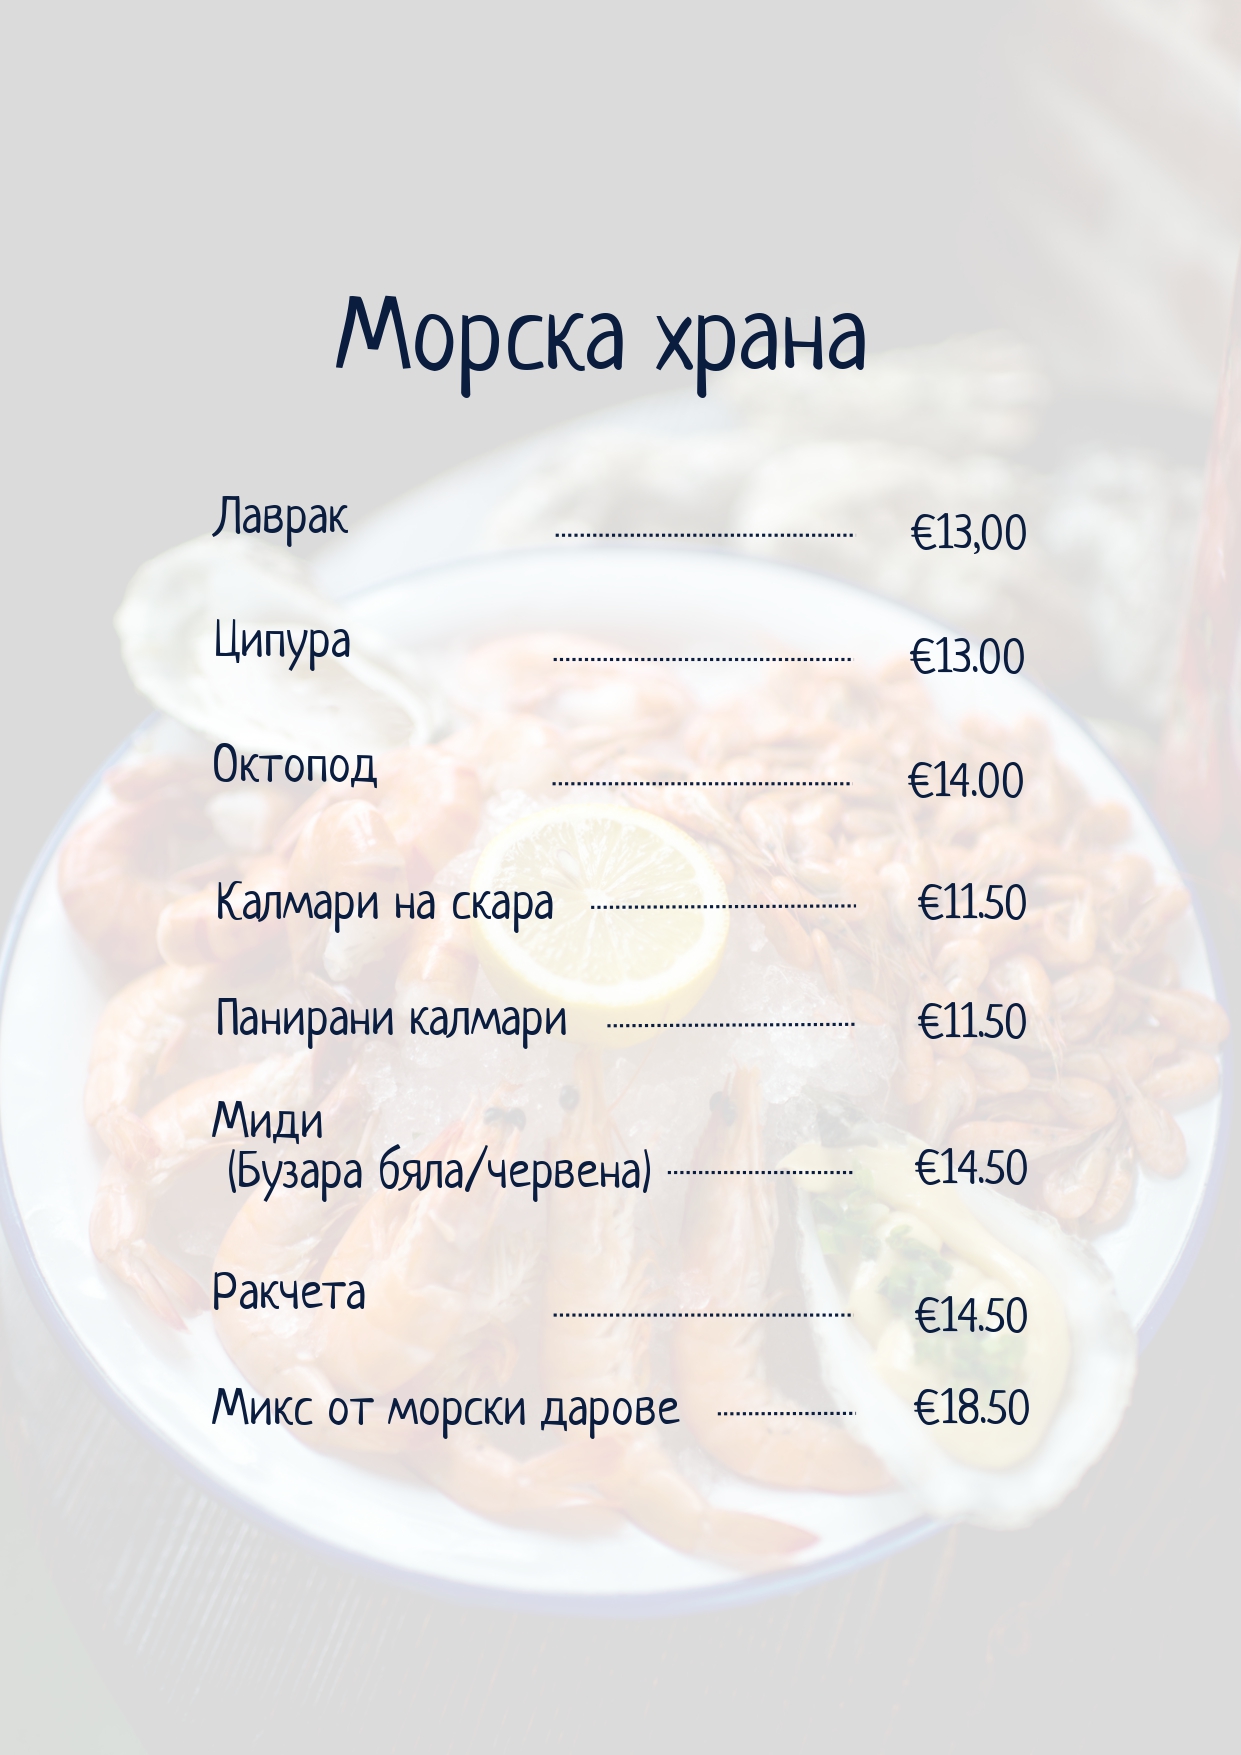 Морска храна
Лаврак €13,00
Ципура €13.00
Октопод €14.00
Калмари на скара €11.50
Панирани калмари €11.50
Миди
(Бузара бяла/червена) €14.50
Ракчета €14.50
Микс от морски дарове €18.50